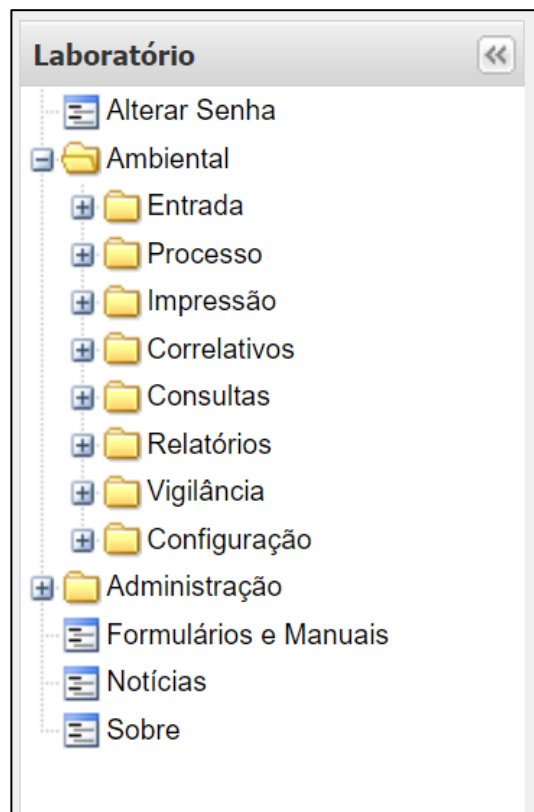 Laboratório
Alterar Senha
Ambiental
Entrada
Processo
Impressão
Correlativos
Consultas
Relatórios
Vigilância
Configuração
Administração
Formulários e Manuais
Notícias
Sobre